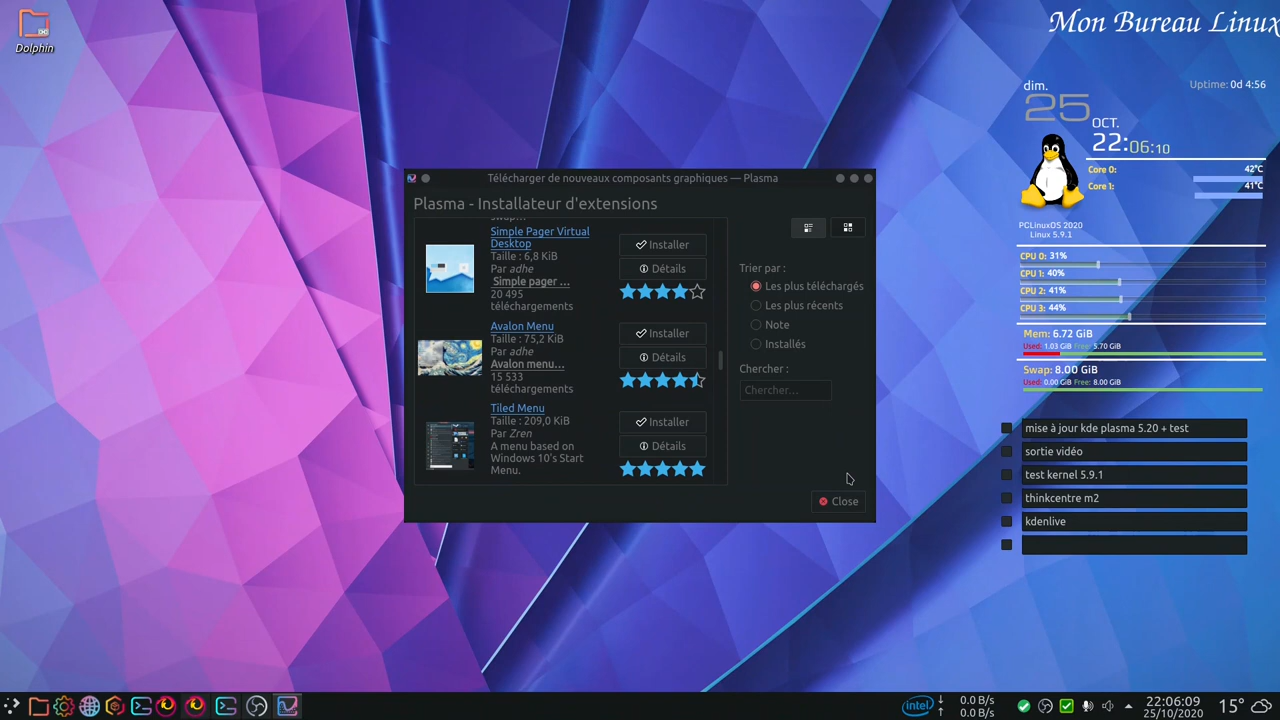 Dolphin
Mon Bureau Linux
dim.
25
OCT.
22:06:10
Uptime: 0d 4:56
Core 0: 42°C
Core 1: 41°C
PCLinuxOS 2020
Linux 5.9.1
CPU 0: 31%
CPU 1: 40%
CPU 2: 41%
CPU 3: 44%
Mem: 6.72 GiB
Used: 1.03 GiB Free: 5.70 GiB
Swap: 8.00 GiB
Used: 0.00 GiB Free: 8.00 GiB
mise à jour kde plasma 5.20 + test
sortie vidéo
test kernel 5.9.1
thinkcentre m2
kdenlive
Télécharger de nouveaux composants graphiques — Plasma
Plasma - Installateur d'extensions
swap...
Simple Pager Virtual
Desktop
Taille : 6,8 KiB
Par adhe
Simple pager ...
20 495
téléchargements
Installer
Détails
Avalon Menu
Taille : 75,2 KiB
Par adhe
Avalon menu...
15 533
téléchargements
Installer
Détails
Tiled Menu
Taille : 209,0 KiB
Par Zren
A menu based on
Windows 10's Start
Menu.
Installer
Détails
Trier par :
Les plus téléchargés
Les plus récents
Note
Installés
Chercher :
Chercher...
Close
intel
0.0 B/s
0.0 B/s
22:06:09
25/10/2020
15°